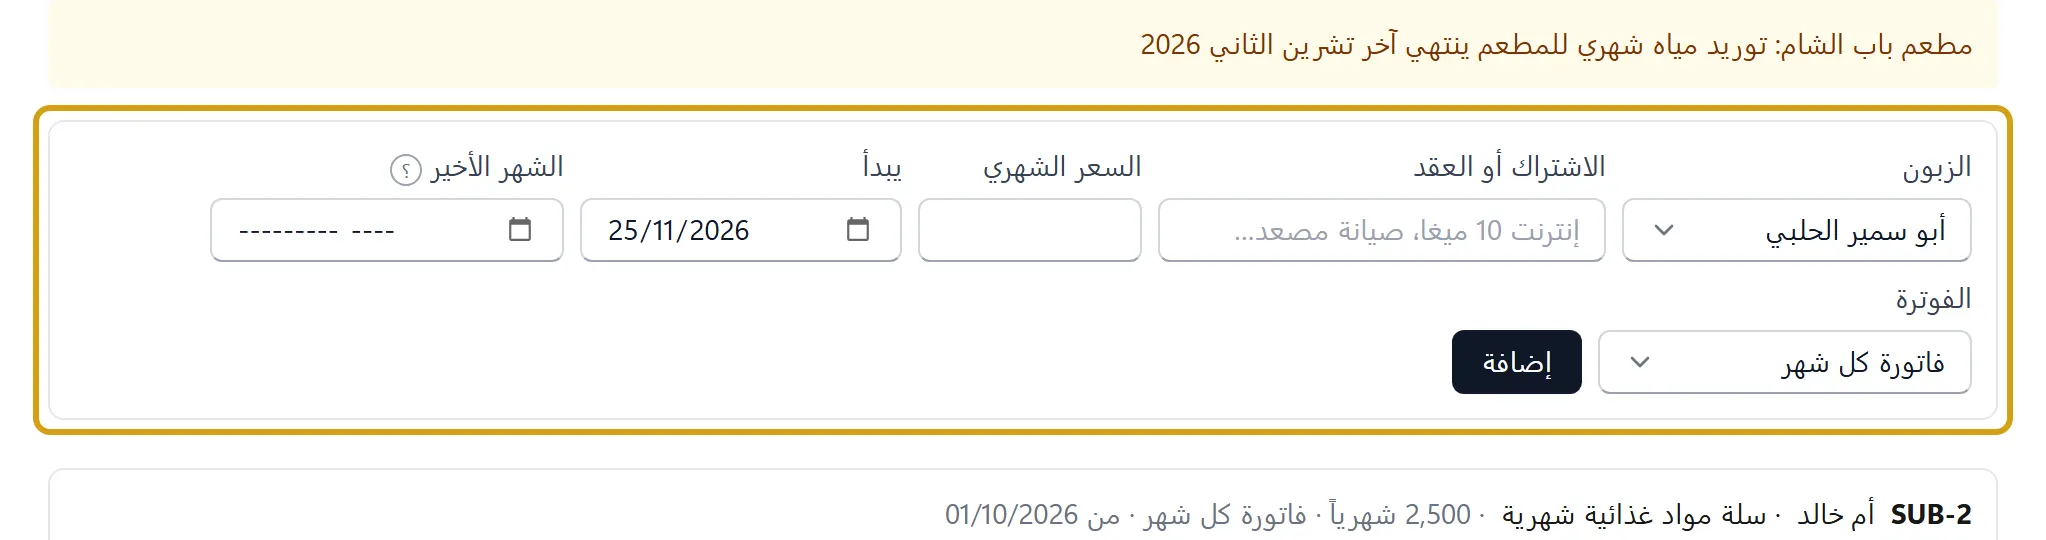 مطعم باب الشام: توريد مياه شهري للمطعم ينتهي آخر تشرين الثاني 2026
الزبون
الاشتراك أو العقد
السعر الشهري
يبدأ
الشهر الأخير ؟
أبو سمير الحلبي
إنترنت 10 ميغا، صيانة مصعد...
25/11/2026
--------- ----
الفوترة
فاتورة كل شهر
إضافة
SUB-2 أم خالد · سلة مواد غذائية شهرية · 2,500 شهرياً · فاتورة كل شهر · من 01/10/2026